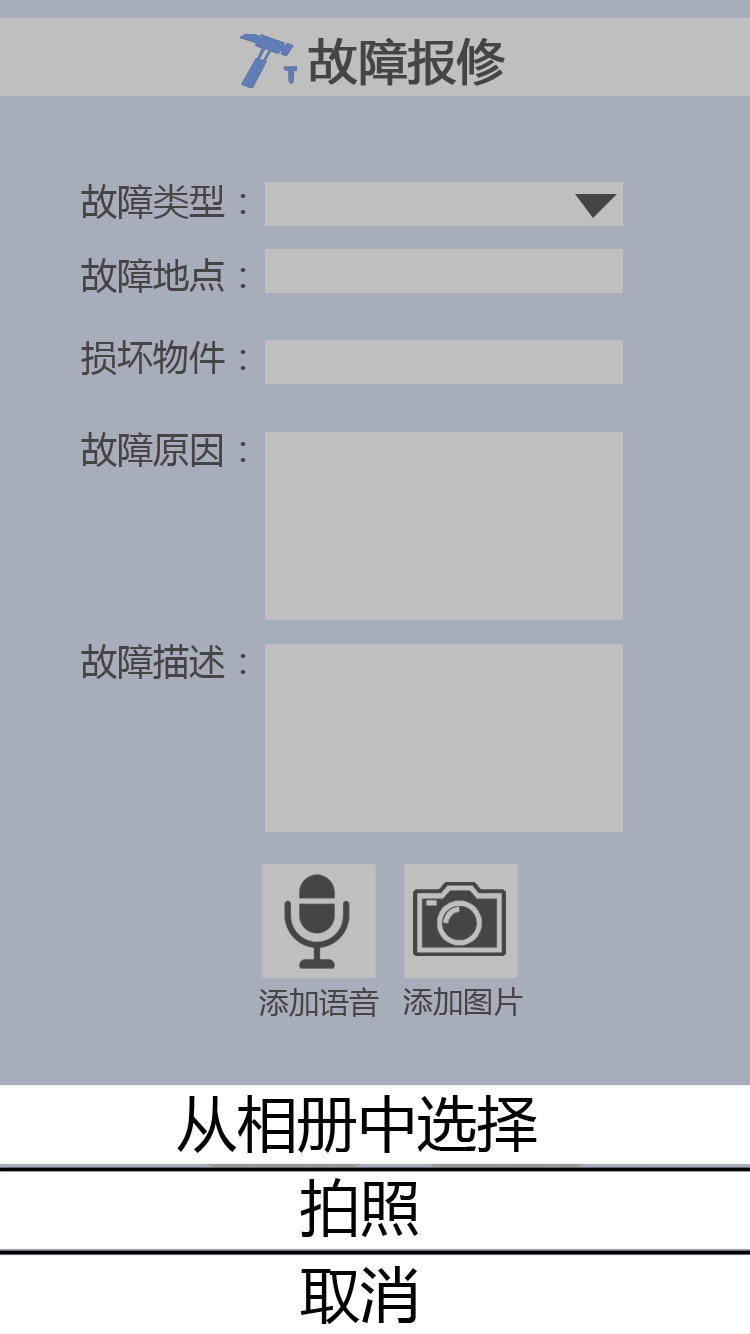 故障报修
故障类型：
故障地点：
损坏物件：
故障原因：
故障描述：
添加语音 添加图片
从相册中选择
拍照
取消